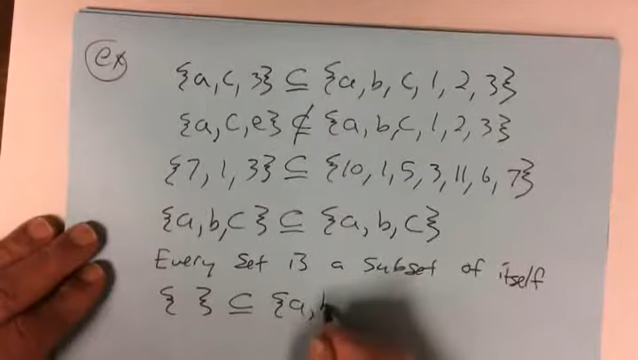 ex
{a, c, 3} ⊆ {a, b, c, 1, 2, 3}
{a, c, e} ⊈ {a, b, c, 1, 2, 3}
{7, 1, 3} ⊆ {10, 1, 5, 3, 11, 6, 7}
{a, b, c} ⊆ {a, b, c}
Every set is a subset of itself
{ } ⊆ {a,